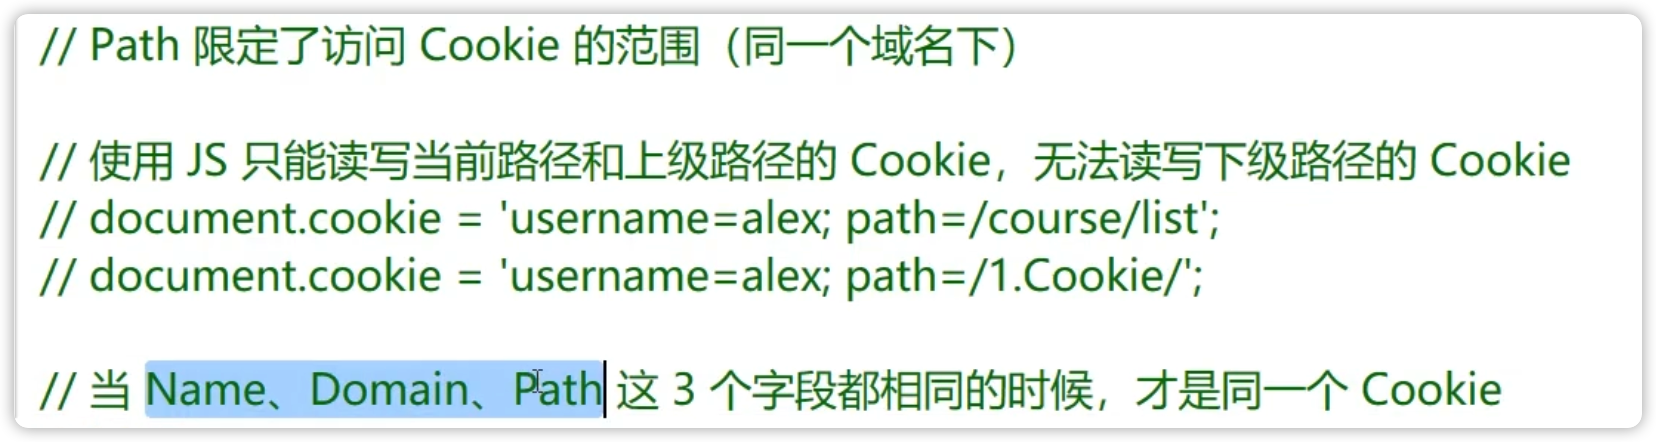 // Path 限定了访问 Cookie 的范围（同一个域名下）
// 使用 JS 只能读写当前路径和上级路径的 Cookie，无法读写下级路径的 Cookie
// document.cookie = 'username=alex; path=/course/list';
// document.cookie = 'username=alex; path=/1.Cookie/';
// 当 Name、Domain、Path 这 3 个字段都相同的时候，才是同一个 Cookie